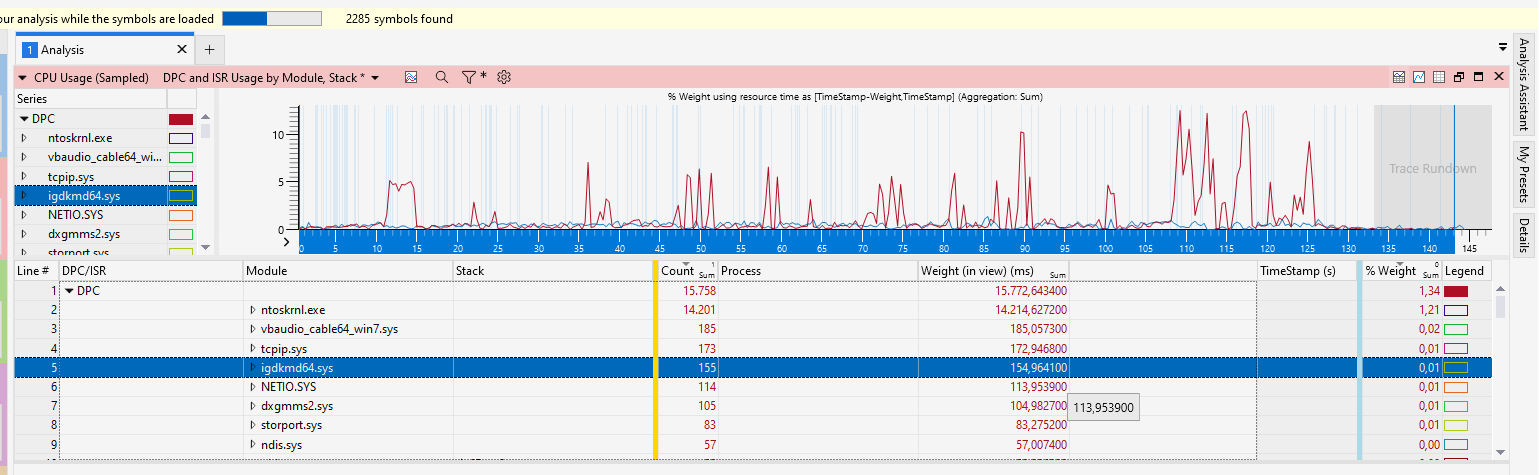 our analysis while the symbols are loaded 2285 symbols found
1 Analysis
CPU Usage (Sampled) DPC and ISR Usage by Module, Stack *
Series
DPC
ntoskrnl.exe
vbaudio_cable64_wi...
tcpip.sys
igdkmd64.sys
NETIO.SYS
dxgmms2.sys
storport.sys
% Weight using resource time as [TimeStamp-Weight,TimeStamp] (Aggregation: Sum)
10
5
0
Trace Rundown
0 5 10 15 20 25 30 35 40 45 50 55 60 65 70 75 80 85 90 95 100 105 110 115 120 125 130 135 140 145
Analysis Assistant
My Presets
Details
Line # DPC/ISR Module Stack Count 1 Sum Process Weight (in view) (ms) Sum TimeStamp (s) % Weight 0 Sum Legend
1 DPC 15.758 15.772,643400 1,34
2 ntoskrnl.exe 14.201 14.214,627200 1,21
3 vbaudio_cable64_win7.sys 185 185,057300 0,02
4 tcpip.sys 173 172,946800 0,01
5 igdkmd64.sys 155 154,964100 0,01
6 NETIO.SYS 114 113,953900 0,01
7 dxgmms2.sys 105 104,982700 0,01
113,953900
8 storport.sys 83 83,275200 0,01
9 ndis.sys 57 57,007400 0,00